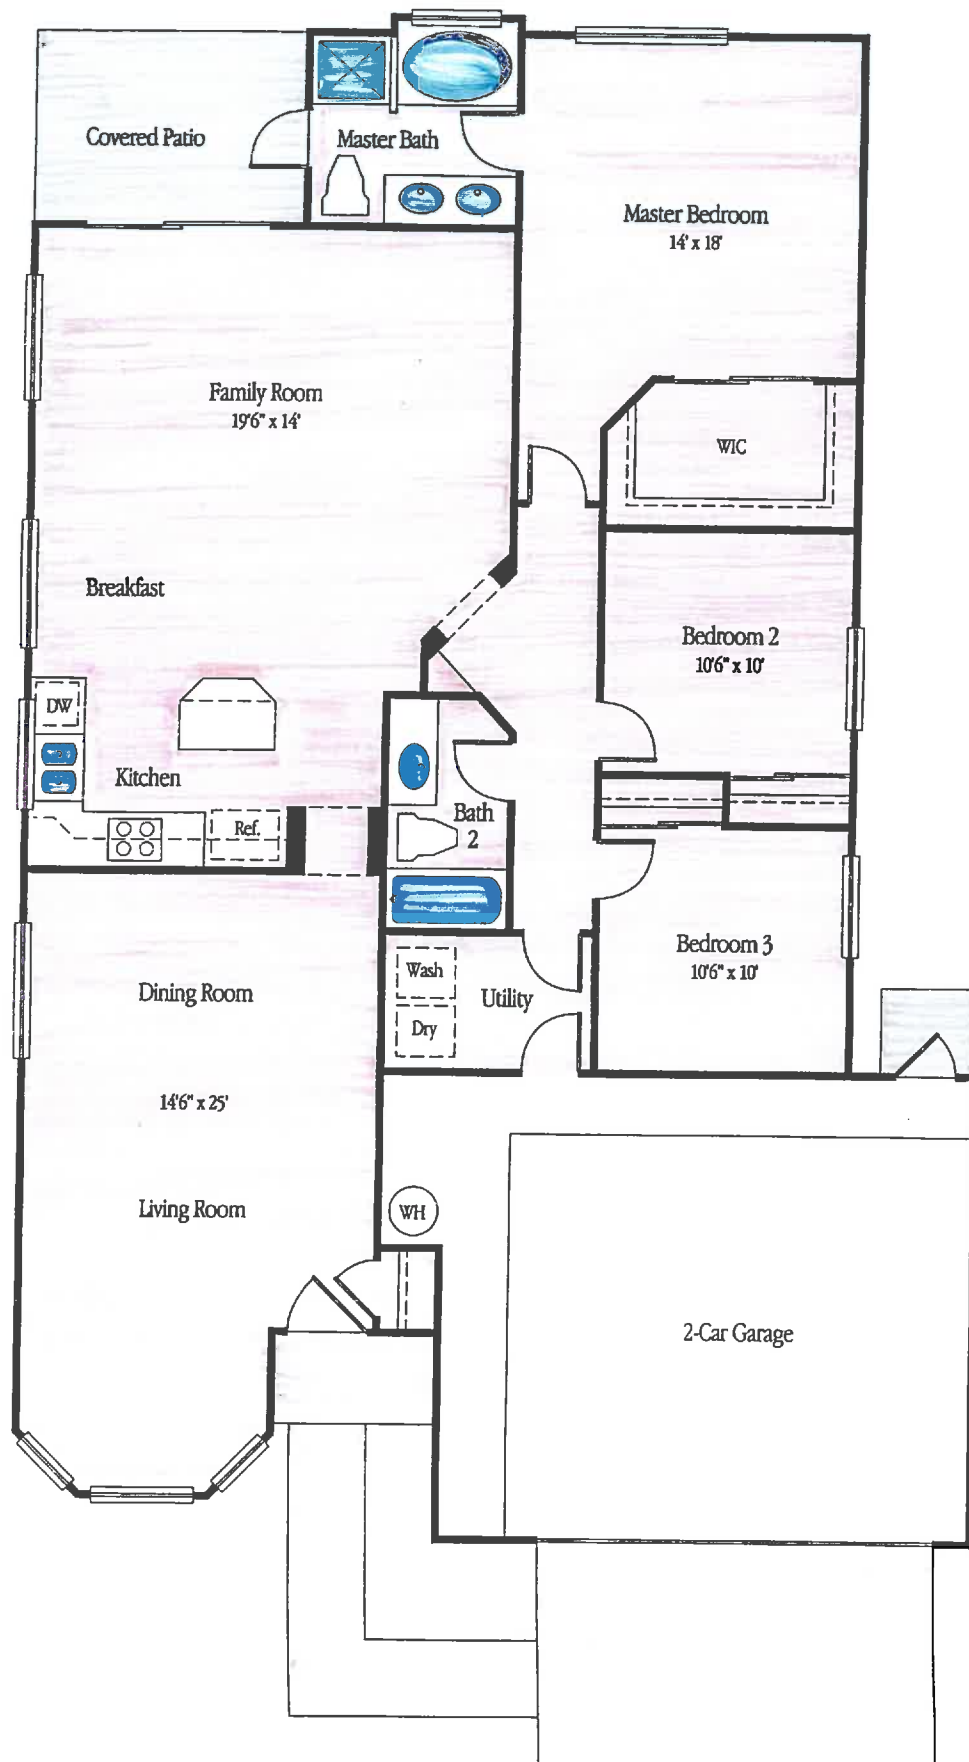 Covered Patio
Master Bath
Master Bedroom
14' x 18'
Family Room
19'6" x 14'
WIC
Breakfast
Bedroom 2
10'6" x 10'
DW
Kitchen
Ref.
Bath
2
Bedroom 3
10'6" x 10'
Wash
Dry
Utility
Dining Room
14'6" x 25'
Living Room
WH
2-Car Garage